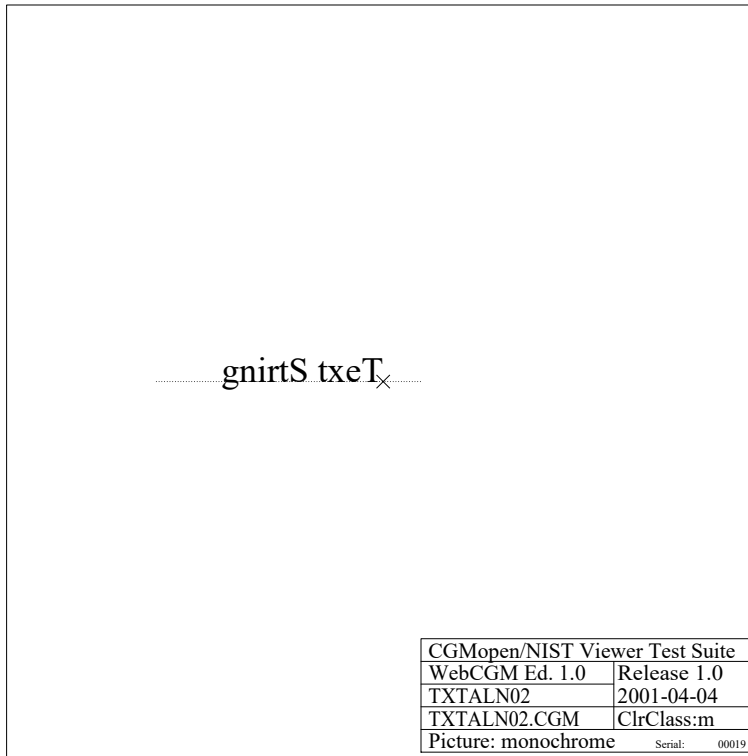 gnirtS txeT
CGMopen/NIST Viewer Test Suite
WebCGM Ed. 1.0 Release 1.0
TXTALN02 2001-04-04
TXTALN02.CGM ClrClass:m
Picture: monochrome Serial: 00019